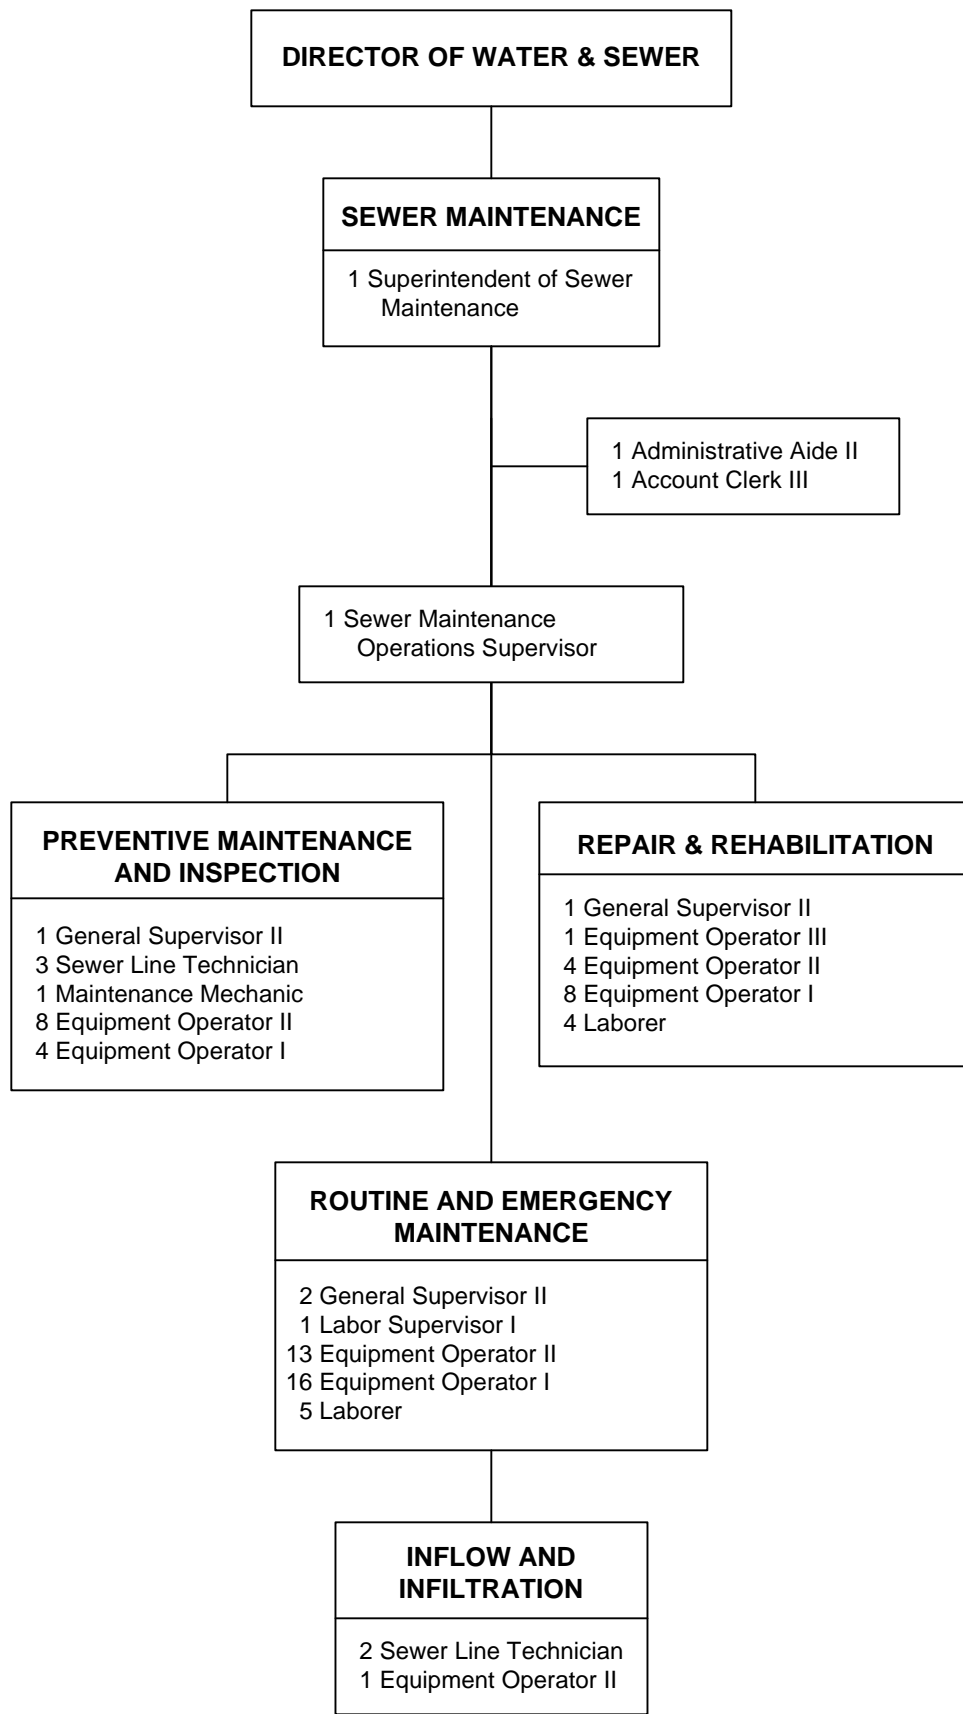 DIRECTOR OF WATER & SEWER
SEWER MAINTENANCE
1 Superintendent of Sewer
Maintenance
1 Administrative Aide II
1 Account Clerk III
1 Sewer Maintenance
Operations Supervisor
PREVENTIVE MAINTENANCE
AND INSPECTION
1 General Supervisor II
3 Sewer Line Technician
1 Maintenance Mechanic
8 Equipment Operator II
4 Equipment Operator I
REPAIR & REHABILITATION
1 General Supervisor II
1 Equipment Operator III
4 Equipment Operator II
8 Equipment Operator I
4 Laborer
ROUTINE AND EMERGENCY
MAINTENANCE
2 General Supervisor II
1 Labor Supervisor I
13 Equipment Operator II
16 Equipment Operator I
5 Laborer
INFLOW AND
INFILTRATION
2 Sewer Line Technician
1 Equipment Operator II